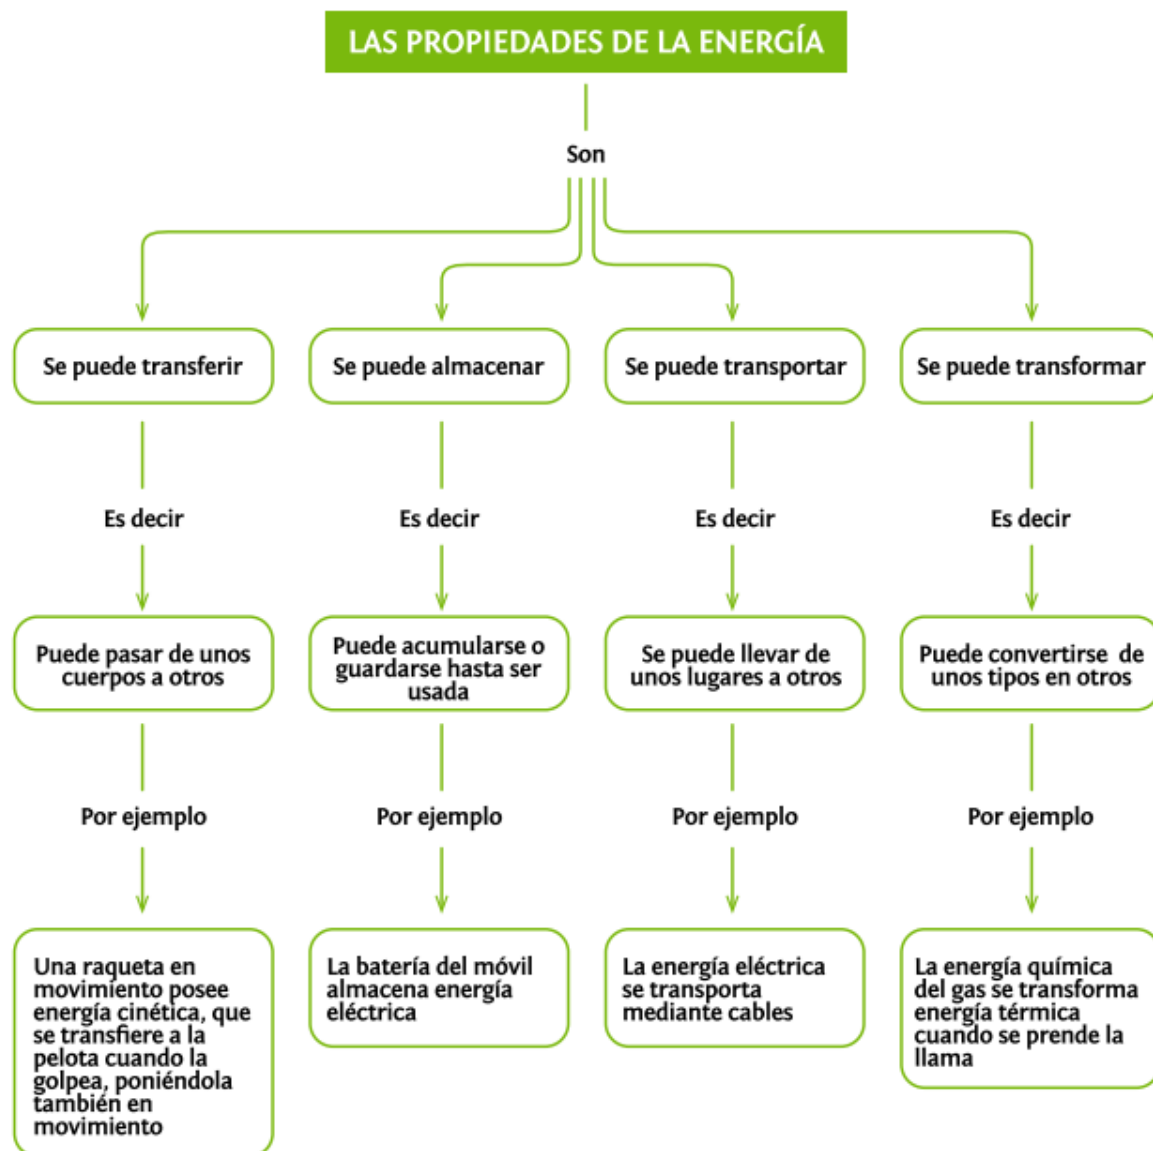 LAS PROPIEDADES DE LA ENERGÍA
Son
Se puede transferir
Se puede almacenar
Se puede transportar
Se puede transformar
Es decir
Es decir
Es decir
Es decir
Puede pasar de unos
cuerpos a otros
Puede acumularse o
guardarse hasta ser
usada
Se puede llevar de
unos lugares a otros
Puede convertirse de
unos tipos en otros
Por ejemplo
Por ejemplo
Por ejemplo
Por ejemplo
Una raqueta en
movimiento posee
energía cinética, que
se transfiere a la
pelota cuando la
golpea, poniéndola
también en
movimiento
La batería del móvil
almacena energía
eléctrica
La energía eléctrica
se transporta
mediante cables
La energía química
del gas se transforma
energía térmica
cuando se prende la
llama